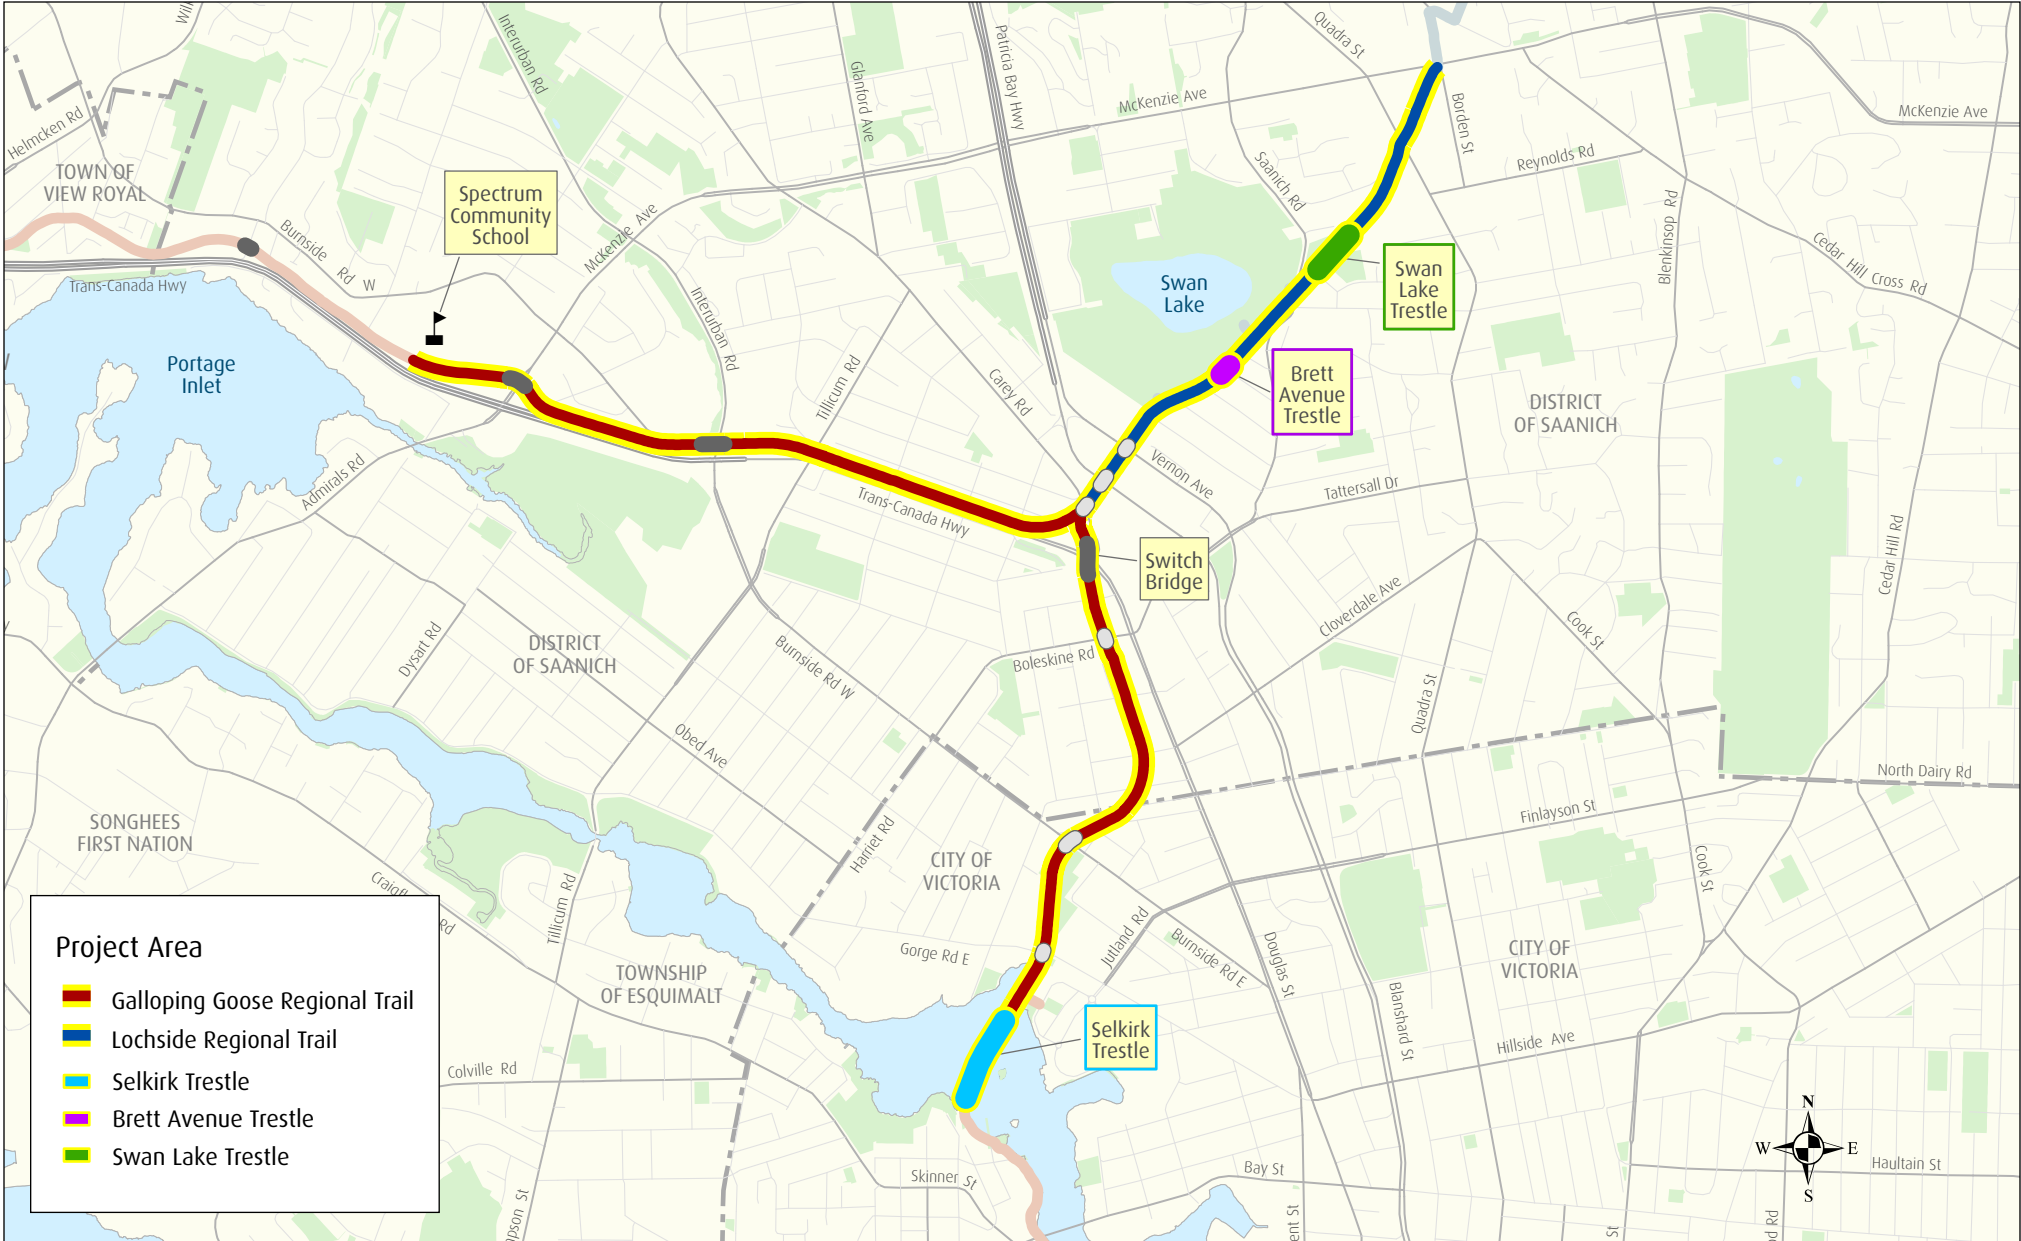 Quadra St
Interurban Rd
Patricia Bay Hwy
Glanford Ave
McKenzie Ave
Borden St
McKenzie Ave
Helmcken Rd
TOWN OF
VIEW ROYAL
Spectrum
Community
School
Saanich Rd
Reynolds Rd
Blenkinsop Rd
McKenzie Ave
Burnside Rd W
Cedar Hill Cross Rd
Trans-Canada Hwy
Swan
Lake
Swan
Lake
Trestle
Interurban Rd
Portage
Inlet
Tillicum Rd
Carey Rd
Brett
Avenue
Trestle
DISTRICT
OF SAANICH
Admirals Rd
Vernon Ave
Tattersall Dr
Trans-Canada Hwy
Switch
Bridge
Cedar Hill Rd
Cloverdale Ave
Cook St
Dysart Rd
DISTRICT
OF SAANICH
Burnside Rd W
Boleskine Rd
Quadra St
Obed Ave
North Dairy Rd
SONGHEES
FIRST NATION
Harriet Rd
Finlayson St
CITY OF
VICTORIA
Cook St
Rd
Tillicum Rd
Gorge Rd E
Jutland Rd
Burnside Rd E
Douglas St
CITY OF
VICTORIA
TOWNSHIP
OF ESQUIMALT
Selkirk
Trestle
Blanshard St
Hillside Ave
Colville Rd
Project Area
Galloping Goose Regional Trail
Lochside Regional Trail
Selkirk Trestle
Brett Avenue Trestle
Swan Lake Trestle
N
W
E
S
Skinner St
Bay St
Haultain St
St
Rd